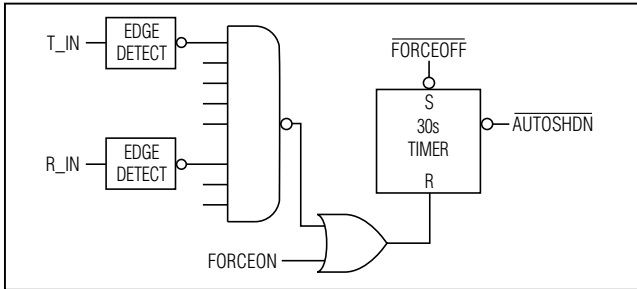 T_IN
EDGE
DETECT
R_IN
EDGE
DETECT
FORCEON
FORCEOFF
S
30s
TIMER
R
AUTOSHDN